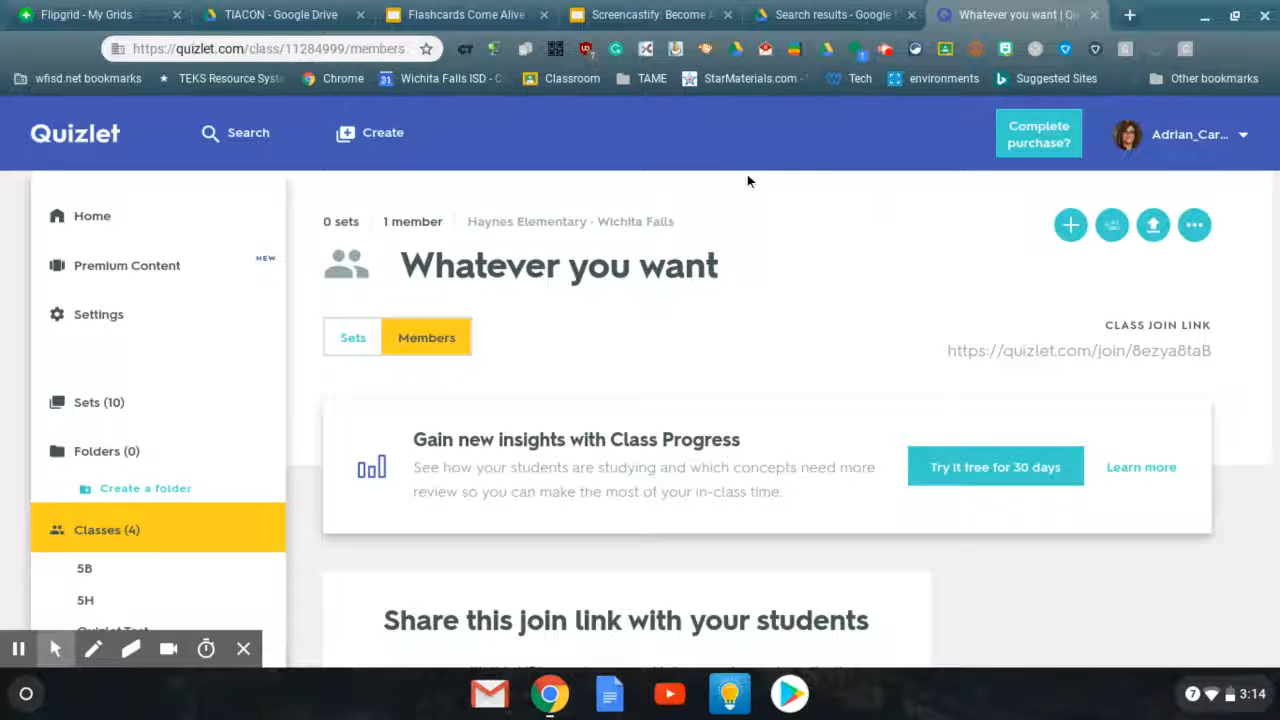 Flipgrid - My Grids
TIACON - Google Drive
Flashcards Come Alive
Screencastify: Become
Search results - Google
Whatever you want | Qu
https://quizlet.com/class/11284999/members
wfisd.net bookmarks
TEKS Resource Syst
Chrome
Wichita Falls ISD - C
Classroom
TAME
StarMaterials.com -
Tech
environments
Suggested Sites
Other bookmarks
Quizlet
Search
Create
Complete
purchase?
Adrian_Car...
Home
Premium Content
NEW
Settings
Sets (10)
Folders (0)
Create a folder
Classes (4)
5B
5H
0 sets
1 member
Haynes Elementary · Wichita Falls
Whatever you want
Sets
Members
CLASS JOIN LINK
https://quizlet.com/join/8ezya8taB
Gain new insights with Class Progress
See how your students are studying and which concepts need more
review so you can make the most of your in-class time.
Try it free for 30 days
Learn more
Share this join link with your students
7
3:14